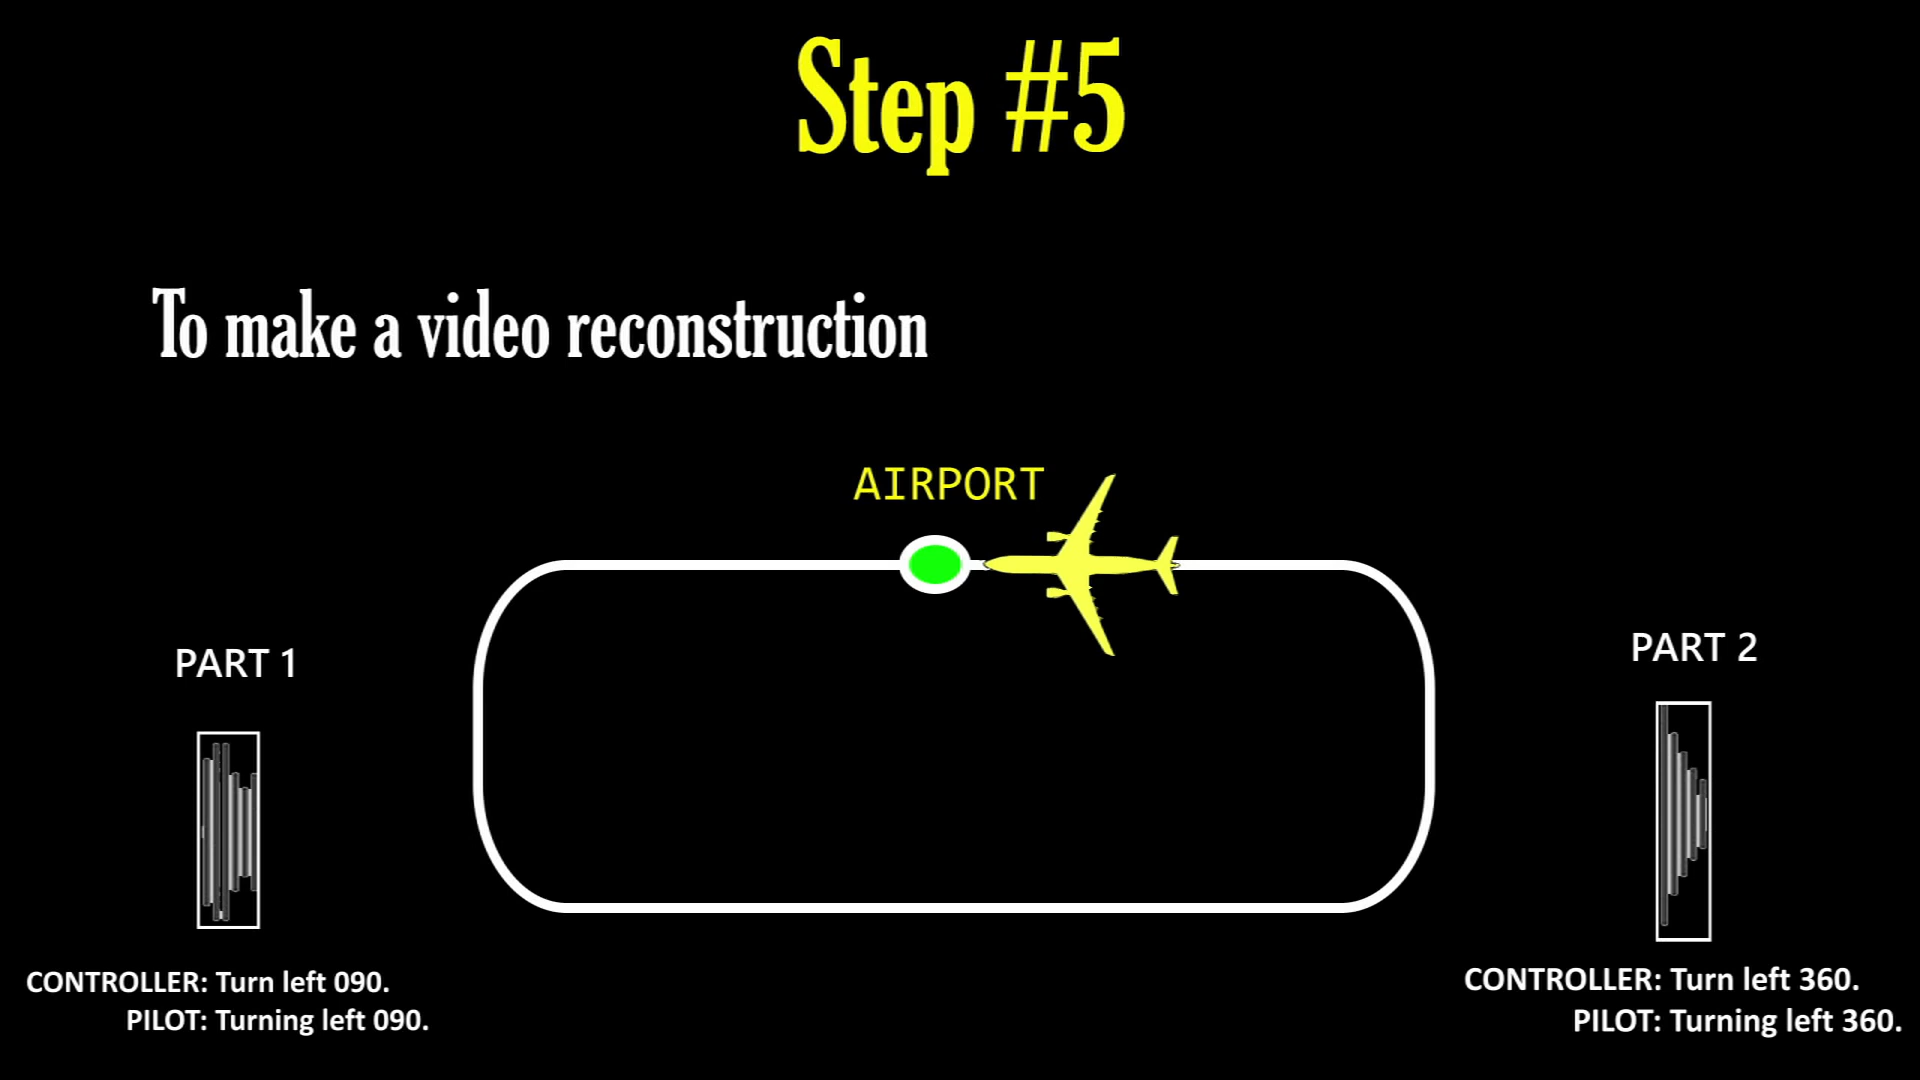 Step #5
To make a video reconstruction
AIRPORT
PART 1
PART 2
CONTROLLER: Turn left 090.
PILOT: Turning left 090.
CONTROLLER: Turn left 360.
PILOT: Turning left 360.